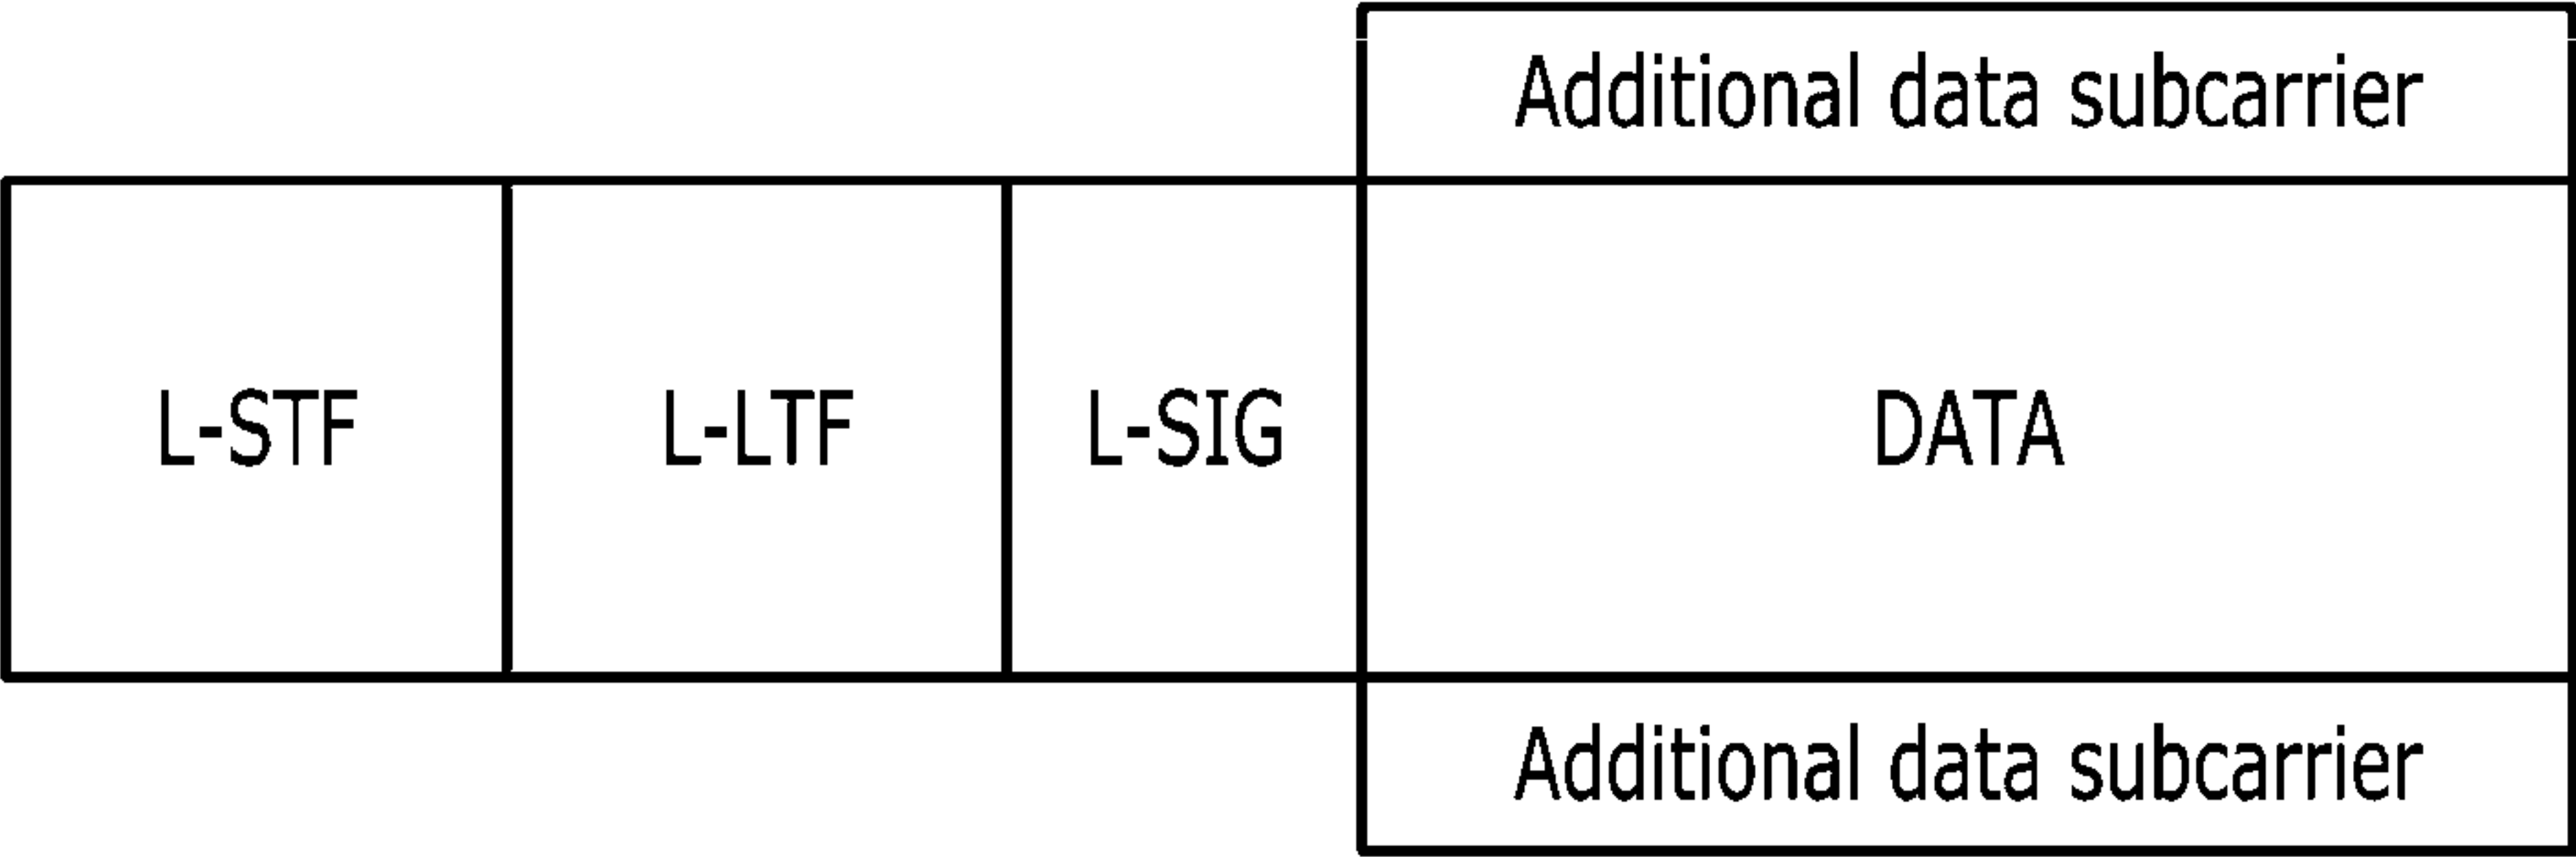 Additional data subcarrier
L-STF
L-LTF
L-SIG
DATA
Additional data subcarrier